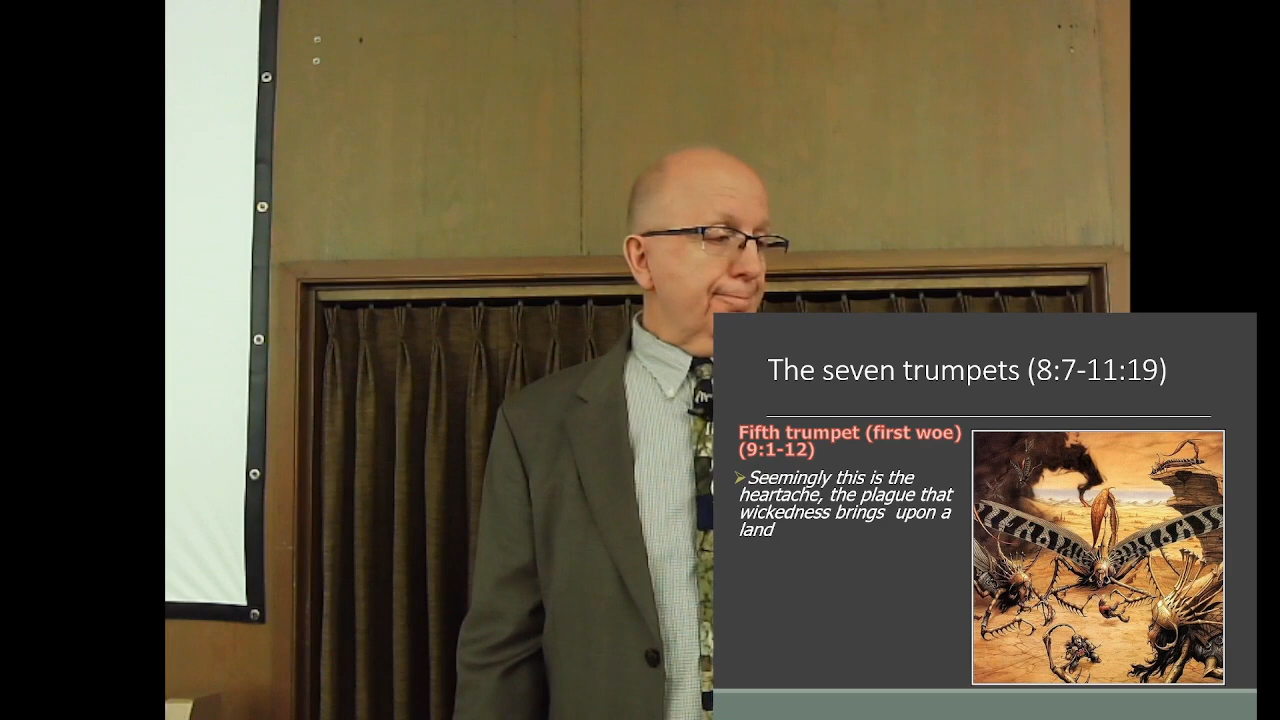 The seven trumpets (8:7-11:19)
Fifth trumpet (first woe)
(9:1-12)
Seemingly this is the
heartache, the plague that
wickedness brings upon a
land